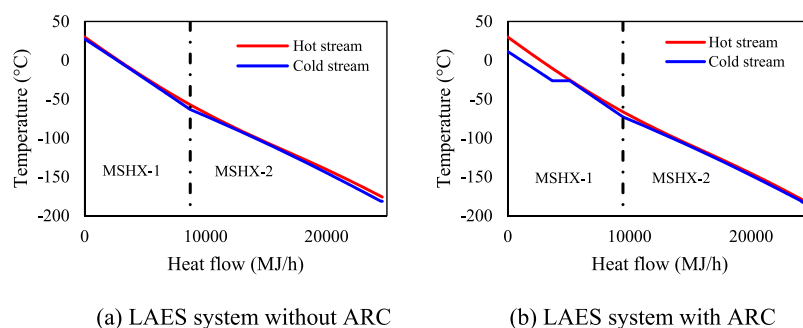 50
0
-50
-100
-150
-200
Temperature (°C)
Hot stream
Cold stream
MSHX-1
MSHX-2
0
10000
20000
Heat flow (MJ/h)
(a) LAES system without ARC
50
0
-50
-100
-150
-200
Temperature (°C)
Hot stream
Cold stream
MSHX-1
MSHX-2
0
10000
20000
Heat flow (MJ/h)
(b) LAES system with ARC